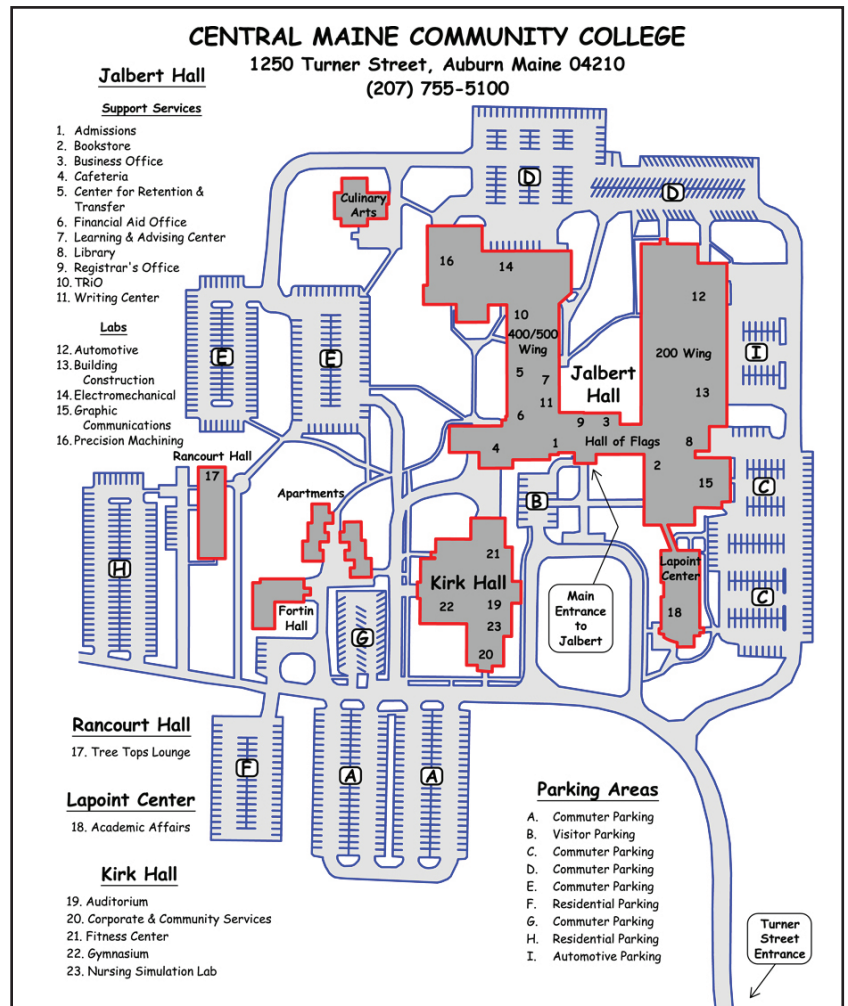 CENTRAL MAINE COMMUNITY COLLEGE
1250 Turner Street, Auburn Maine 04210
(207) 755-5100
Jalbert Hall
Support Services
1. Admissions
2. Bookstore
3. Business Office
4. Cafeteria
5. Center for Retention &
Transfer
6. Financial Aid Office
7. Learning & Advising Center
8. Library
9. Registrar's Office
10. TRiO
11. Writing Center
Labs
12. Automotive
13. Building
Construction
14. Electromechanical
15. Graphic
Communications
16. Precision Machining
D
D
Culinary
Arts
16
14
12
10
400/500
Wing
E
E
I
200 Wing
5
7
Jalbert
Hall
13
11
6
9
3
1
Hall of Flags
8
4
2
15
C
Rancourt Hall
17
Apartments
B
H
21
Kirk Hall
Lapoint
Center
C
22
19
18
Fortin
Hall
G
23
20
Main
Entrance
to
Jalbert
F
A
A
Rancourt Hall
17. Tree Tops Lounge
Lapoint Center
18. Academic Affairs
Kirk Hall
19. Auditorium
20. Corporate & Community Services
21. Fitness Center
22. Gymnasium
23. Nursing Simulation Lab
Parking Areas
A. Commuter Parking
B. Visitor Parking
C. Commuter Parking
D. Commuter Parking
E. Commuter Parking
F. Residential Parking
G. Commuter Parking
H. Residential Parking
I. Automotive Parking
Turner
Street
Entrance